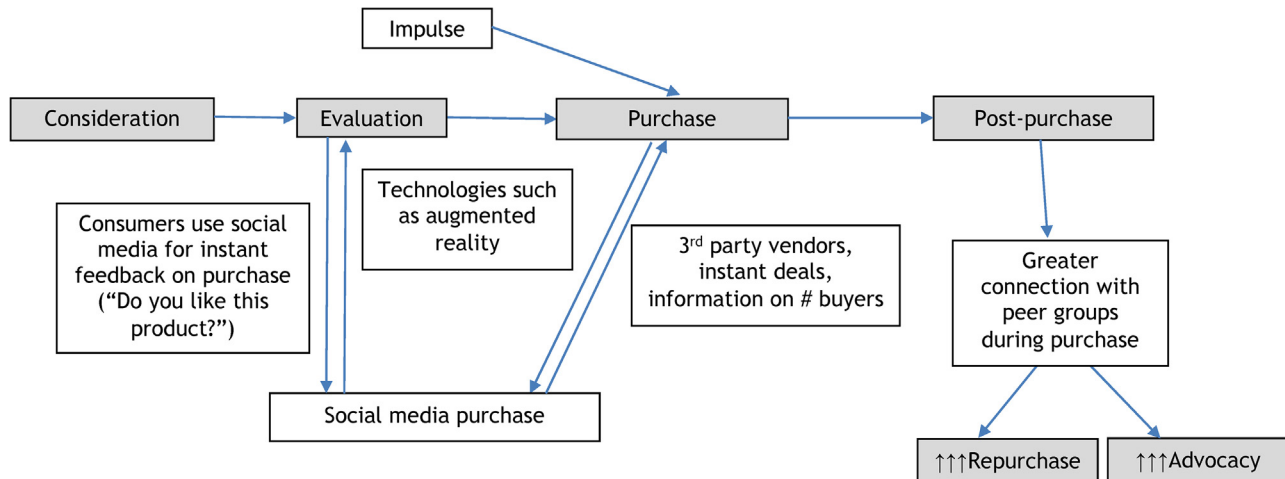 Impulse
Consideration
Evaluation
Purchase
Post-purchase
Consumers use social
media for instant
feedback on purchase
(“Do you like this
product?”)
Technologies such
as augmented
reality
3rd party vendors,
instant deals,
information on # buyers
Greater
connection with
peer groups
during purchase
Social media purchase
↑↑↑Repurchase
↑↑↑Advocacy